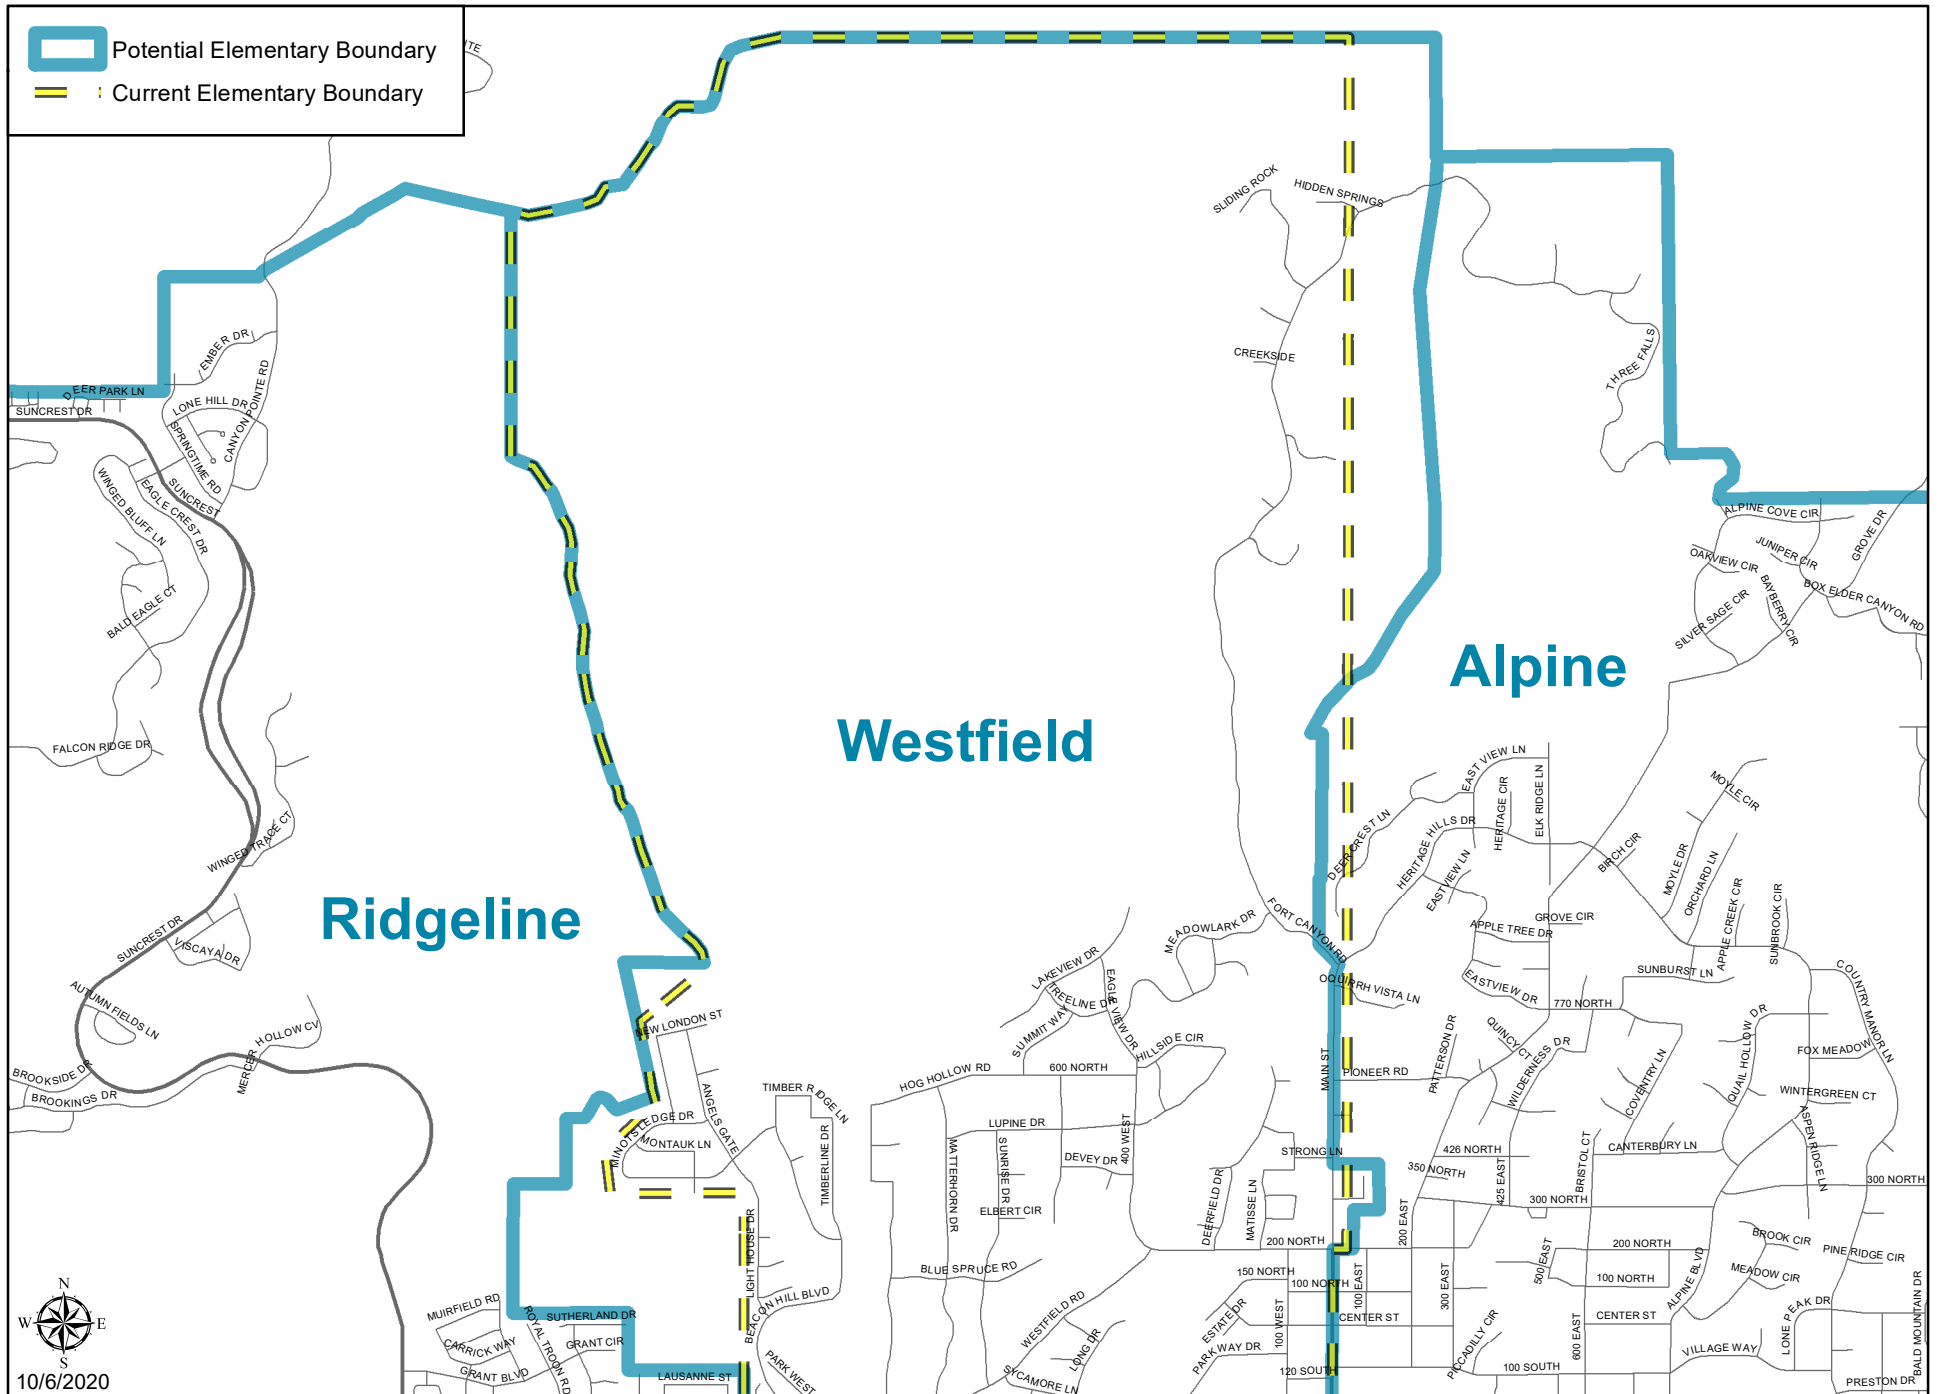 Potential Elementary Boundary
Current Elementary Boundary
SLIDING ROCK
HIDDEN SPRINGS
EMBER DR
CREEKSIDE
THREE FALLS
DEER PARK LN
SUNCREST DR
LONE HILL DR
CANYON POINTE RD
SPRINGTIME RD
SUNCREST
WINGED BLUFF LN
EAGLE CREST DR
BALD EAGLE CT
ALPINE COVE CIR
GROVE DR
JUNIPER CIR
OAKVIEW CIR
BAYBERRY CIR
BOX ELDER CANYON RD
SILVER SAGE CIR
Alpine
Westfield
Ridgeline
FALCON RIDGE DR
WINGED TRACE CT
EAST VIEW LN
ELK RIDGE LN
HERITAGE CIR
HERITAGE HILLS DR
DEERCREST LN
EASTVIEW LN
MOYLE CIR
BIRCH CIR
MOYLE DR
ORCHARD LN
APPLE CREEK CIR
SUNBROOK CIR
GROVE CIR
APPLE TREE DR
SUNCREST DR
VISCAYA DR
FORT CANYON RD
MEADOWLARK DR
LAKEVIEW DR
EAGLE VIEW DR
TREELINE DR
SUMMIT WAY
OQUIRRH VISTA LN
EASTVIEW DR
770 NORTH
SUNBURST LN
COUNTRY MANOR LN
AUTUMN FIELDS LN
MERCER HOLLOW CV
NEW LONDON ST
HILLSIDE CIR
MAIN ST
PATTERSON DR
QUINCY CT
WILDERNESS DR
QUAIL HOLLOW DR
FOX MEADOW
BROOKSIDE DR
BROOKINGS DR
HOG HOLLOW RD
600 NORTH
PIONEER RD
COVENTRY LN
WINTERGREEN CT
ANGELS GATE
TIMBER RIDGE LN
MINOTS LEDGE DR
MONTAUK LN
TIMBERLINE DR
LUPINE DR
MATTERHORN DR
SUNRISE DR
DEVEY DR
400 WEST
STRONG LN
426 NORTH
350 NORTH
425 EAST
BRISTOL CT
CANTERBURY LN
ASPEN RIDGE LN
300 NORTH
300 NORTH
ELBERT CIR
DEERFIELD DR
MATISSE LN
200 NORTH
200 EAST
LIGHT HOUSE DR
BLUE SPRUCE RD
150 NORTH
100 NORTH
100 EAST
300 EAST
500 EAST
200 NORTH
100 NORTH
ALPINE BLVD
BROOK CIR
MEADOW CIR
PINE RIDGE CIR
BEACON HILL BLVD
WESTFIELD RD
ESTATE DR
100 WEST
CENTER ST
CENTER ST
LONE PEAK DR
BALD MOUNTAIN DR
MUIRFIELD RD
CARRICK WAY
GRANT BLVD
ROYAL TROON RD
SUTHERLAND DR
GRANT CIR
LAUSANNE ST
PARK WEST
SYCAMORE LN
LONG DR
PARKWAY DR
120 SOUTH
PICCADILLY CIR
100 SOUTH
600 EAST
VILLAGE WAY
PRESTON DR
N
W
E
S
10/6/2020